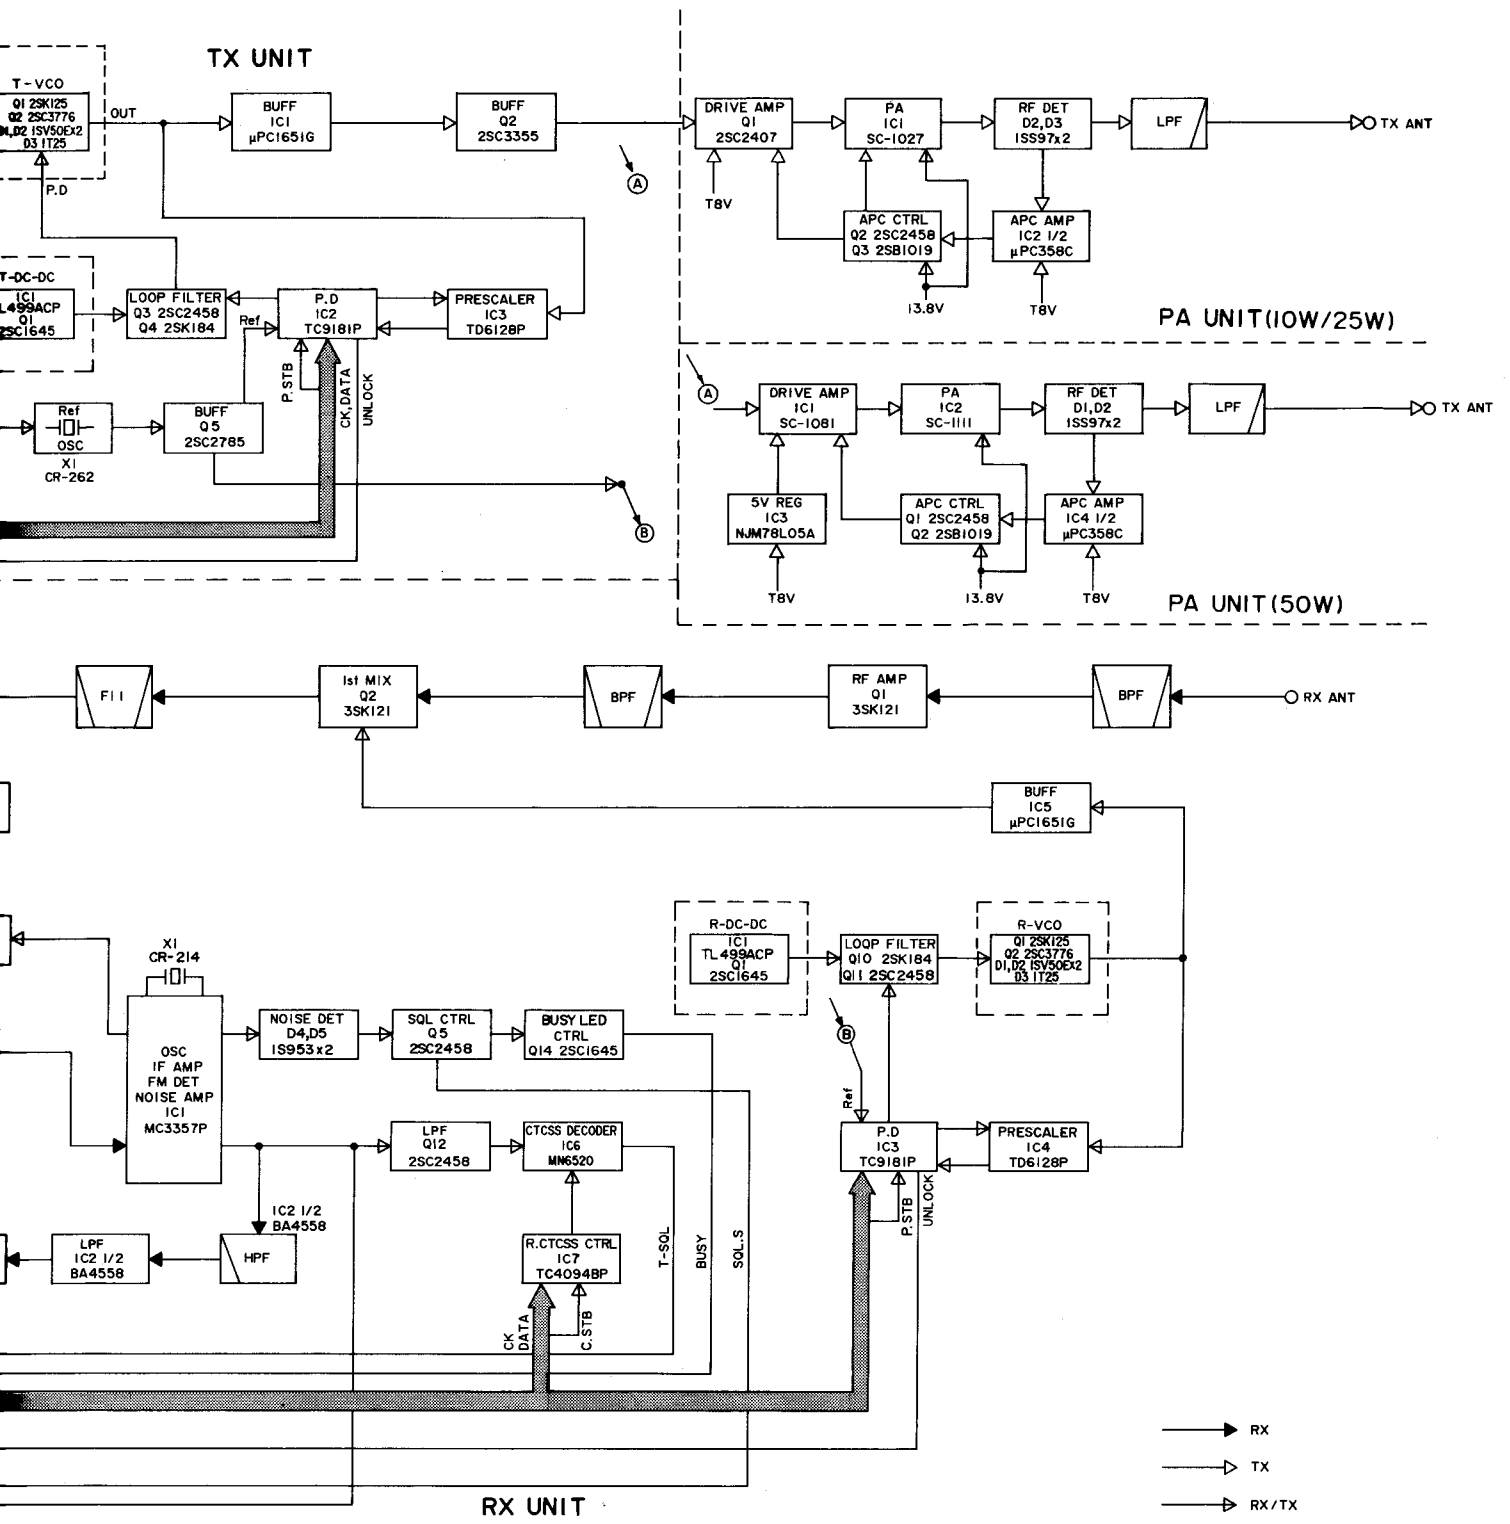 TX UNIT
T-VCO
Q1 2SK125
Q2 2SC3776
D1,D2 1SV50EX2
D3 1T25
OUT
P.D
BUFF
IC1
μPC1651G
BUFF
Q2
2SC3355
A
T-DC-DC
IC1
TL499ACP
Q1
2SC1645
LOOP FILTER
Q3 2SC2458
Q4 2SK184
Ref
P.D
IC2
TC9181P
PRESCALER
IC3
TD6128P
P.STB
CK,DATA
UNLOCK
Ref
OSC
X1
CR-262
BUFF
Q5
2SC2785
B
DRIVE AMP
Q1
2SC2407
T8V
PA
IC1
SC-1027
RF DET
D2,D3
1SS97x2
LPF
TX ANT
APC CTRL
Q2 2SC2458
Q3 2SB1019
13.8V
APC AMP
IC2 1/2
μPC358C
T8V
PA UNIT(10W/25W)
A
DRIVE AMP
IC1
SC-1081
PA
IC2
SC-1111
RF DET
D1,D2
1SS97x2
LPF
TX ANT
5V REG
IC3
NJM78L05A
T8V
APC CTRL
Q1 2SC2458
Q2 2SB1019
13.8V
APC AMP
IC4 1/2
μPC358C
T8V
PA UNIT(50W)
1st MIX
Q2
3SK121
BPF
RF AMP
Q1
3SK121
BPF
RX ANT
BUFF
IC5
μPC1651G
R-DC-DC
IC1
TL499ACP
Q1
2SC1645
LOOP FILTER
Q10 2SK184
Q11 2SC2458
R-VCO
Q1 2SK125
Q2 2SC3776
D1,D2 1SV50EX2
D3 1T25
X1
CR-214
OSC
IF AMP
FM DET
NOISE AMP
IC1
MC3357P
NOISE DET
D4,D5
1S953x2
SQL CTRL
Q5
2SC2458
BUSY LED
CTRL
Q14 2SC1645
B
Ref
P.D
IC3
TC9181P
PRESCALER
IC4
TD6128P
P.STB
UNLOCK
LPF
Q12
2SC2458
CTCSS DECODER
IC6
MN6520
IC2 1/2
BA4558
HPF
LPF
IC2 1/2
BA4558
R.CTCSS CTRL
IC7
TC4094BP
CK
DATA
C.STB
T-SQL
BUSY
SQL.S
RX UNIT
RX
TX
RX/TX